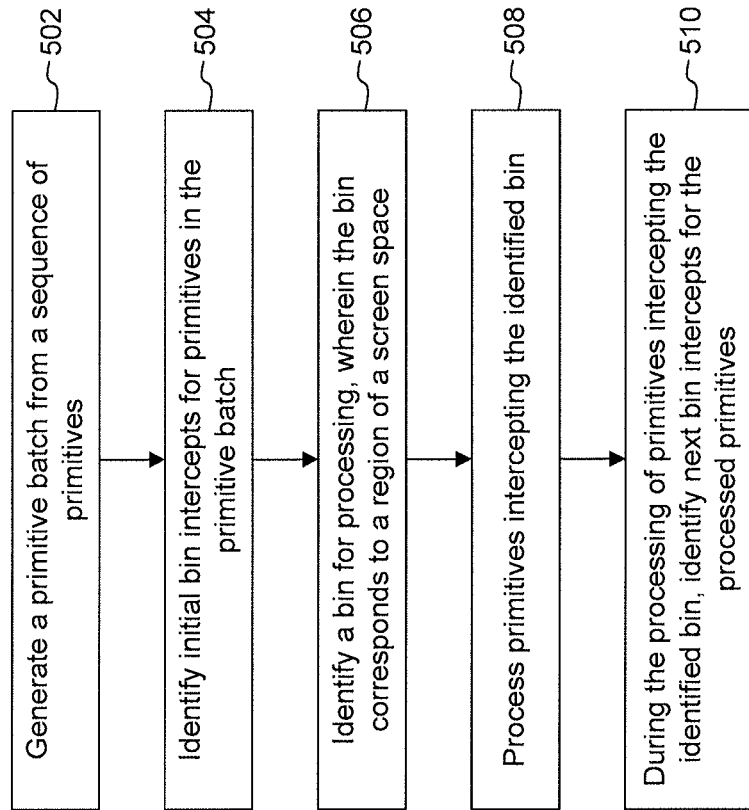 Generate a primitive batch from a sequence of
primitives
502
Identify initial bin intercepts for primitives in the
primitive batch
504
Identify a bin for processing, wherein the bin
corresponds to a region of a screen space
506
Process primitives intercepting the identified bin
508
During the processing of primitives intercepting the
identified bin, identify next bin intercepts for the
processed primitives
510